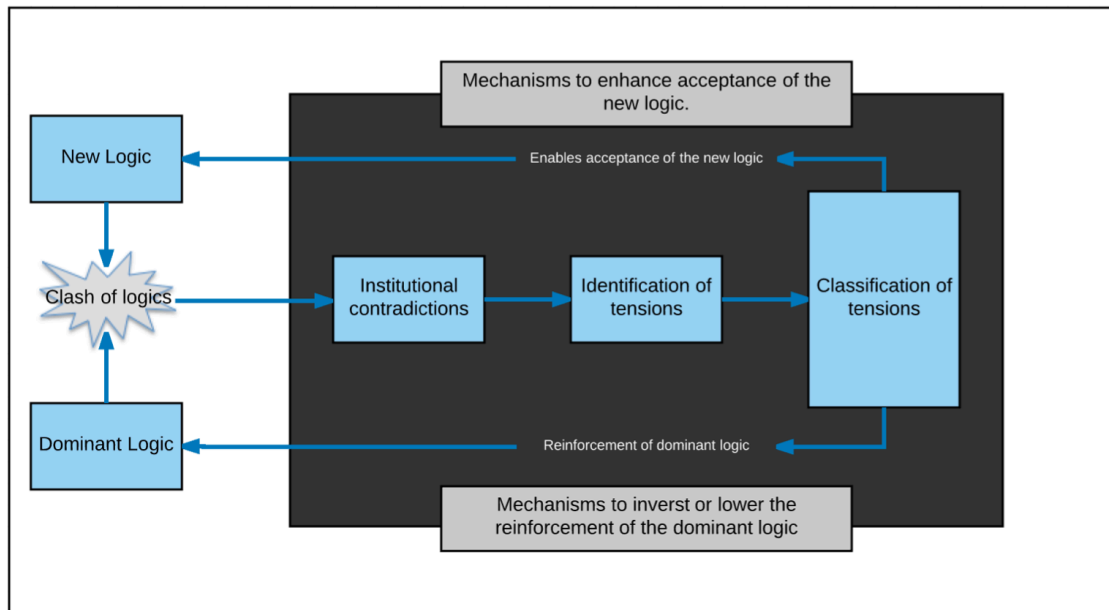 Mechanisms to enhance acceptance of the
new logic.
New Logic
Enables acceptance of the new logic
Clash of logics
Institutional
contradictions
Identification of
tensions
Classification of
tensions
Dominant Logic
Reinforcement of dominant logic
Mechanisms to inverst or lower the
reinforcement of the dominant logic